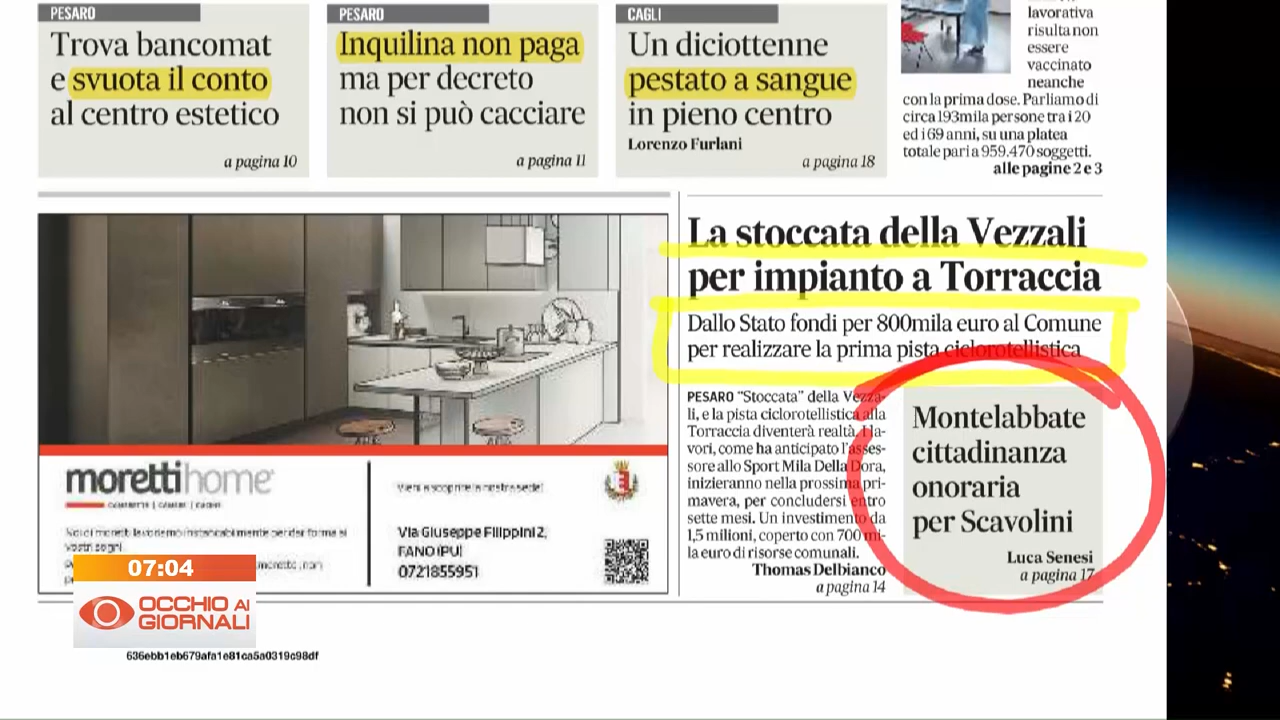 PESARO
Trova bancomat
e svuota il conto
al centro estetico
a pagina 10
PESARO
Inquilina non paga
ma per decreto
non si può cacciare
a pagina 11
CAGLI
Un diciottenne
pestato a sangue
in pieno centro
Lorenzo Furlani
a pagina 18
lavorativa
risulta non
essere
vaccinato
neanche
con la prima dose. Parliamo di
circa 193mila persone tra i 20
ed i 69 anni, su una platea
totale pari a 959.470 soggetti.
alle pagine 2 e 3
La stoccata della Vezzali
per impianto a Torraccia
Dallo Stato fondi per 800mila euro al Comune
per realizzare la prima pista ciclorotellistica
PESARO "Stoccata" della Vezza-
li, e la pista ciclorotellistica alla
Torraccia diventerà realtà. I la-
vori, come ha anticipato l'asses-
sore allo Sport Mila Della Dora,
inizieranno nella prossima pri-
mavera, per concludersi entro
sette mesi. Un investimento da
1,5 milioni, coperto con 700 mi-
la euro di risorse comunali.
Thomas Delbianco
a pagina 14
Montelabbate
cittadinanza
onoraria
per Scavolini
Luca Senesi
a pagina 17
morettihome
Vieni a scoprire la nostra sede!
Via Giuseppe Filippini 2,
FANO (PU)
0721855951
07:04
OCCHIO AI
GIORNALI
636ebb1eb679afa1e81ca5a0319c98df